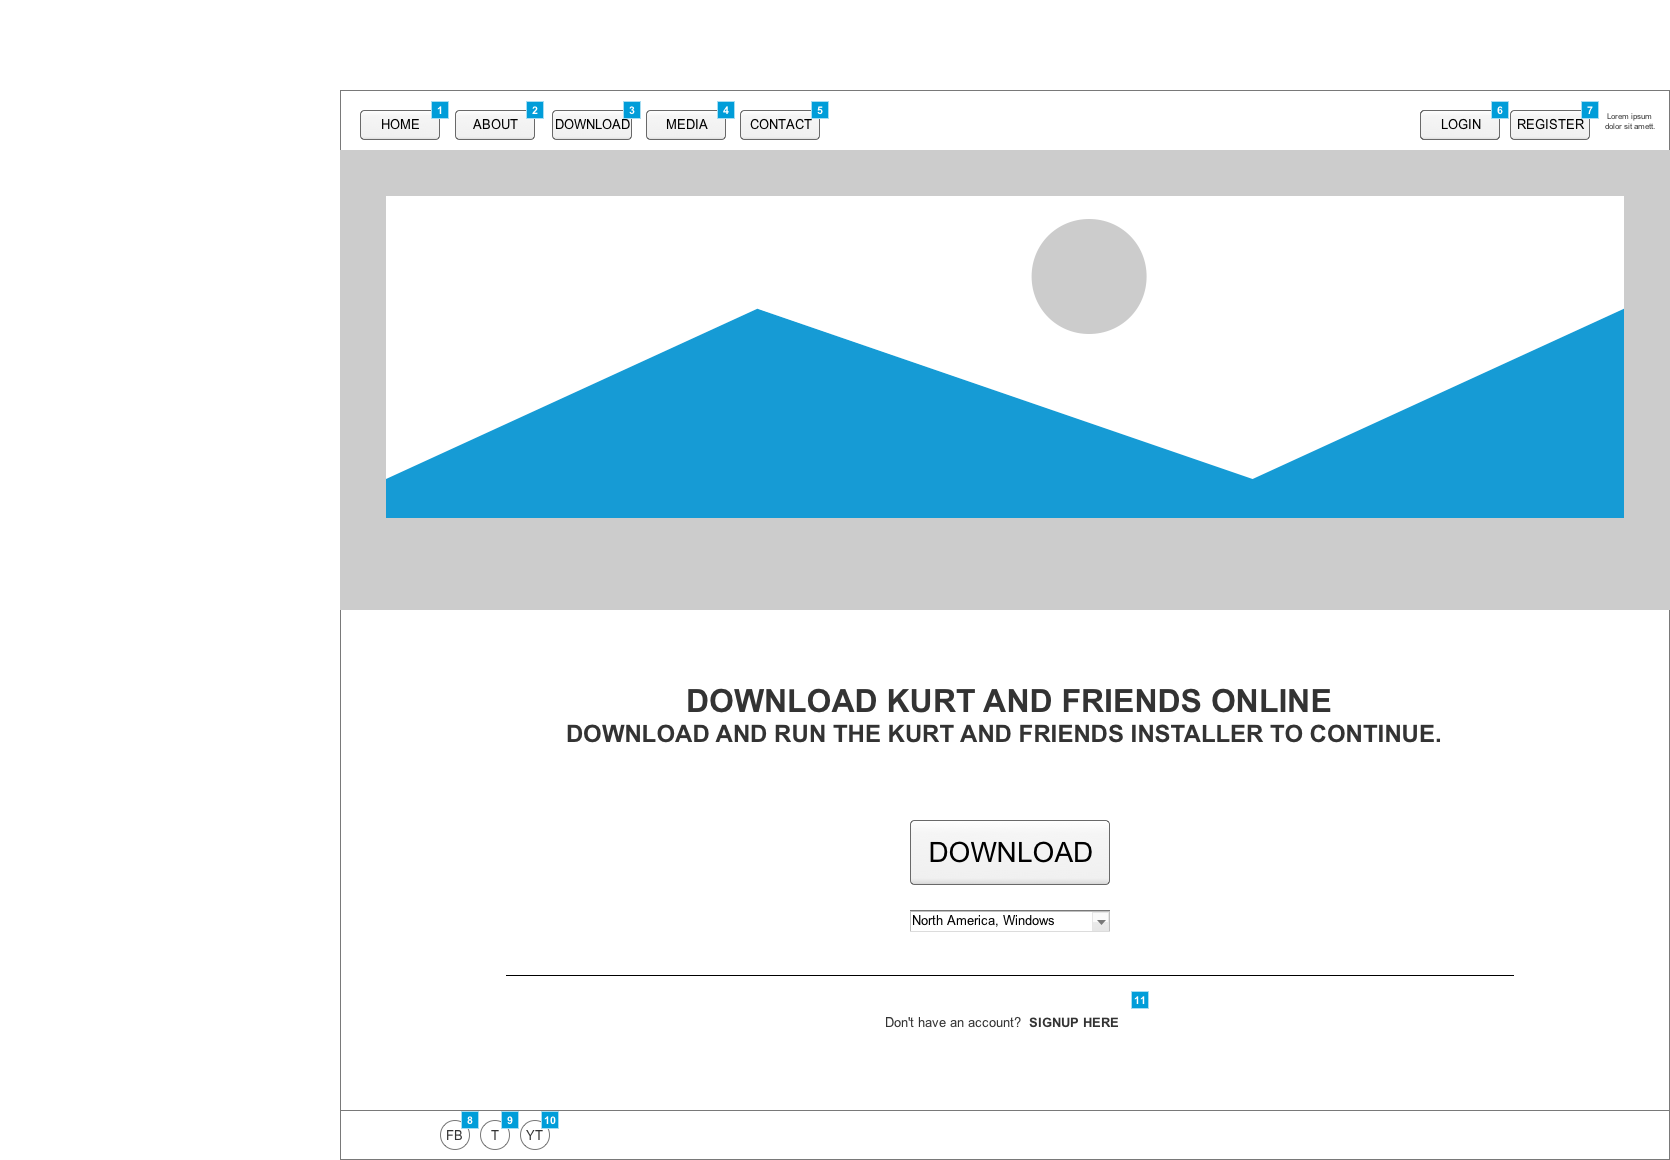 1 2 3 4 5 6 7
HOME ABOUT DOWNLOAD MEDIA CONTACT LOGIN REGISTER
Lorem ipsum
dolor sit amett.
DOWNLOAD KURT AND FRIENDS ONLINE
DOWNLOAD AND RUN THE KURT AND FRIENDS INSTALLER TO CONTINUE.
DOWNLOAD
North America, Windows
11
Don't have an account? SIGNUP HERE
8 9 10
FB T YT